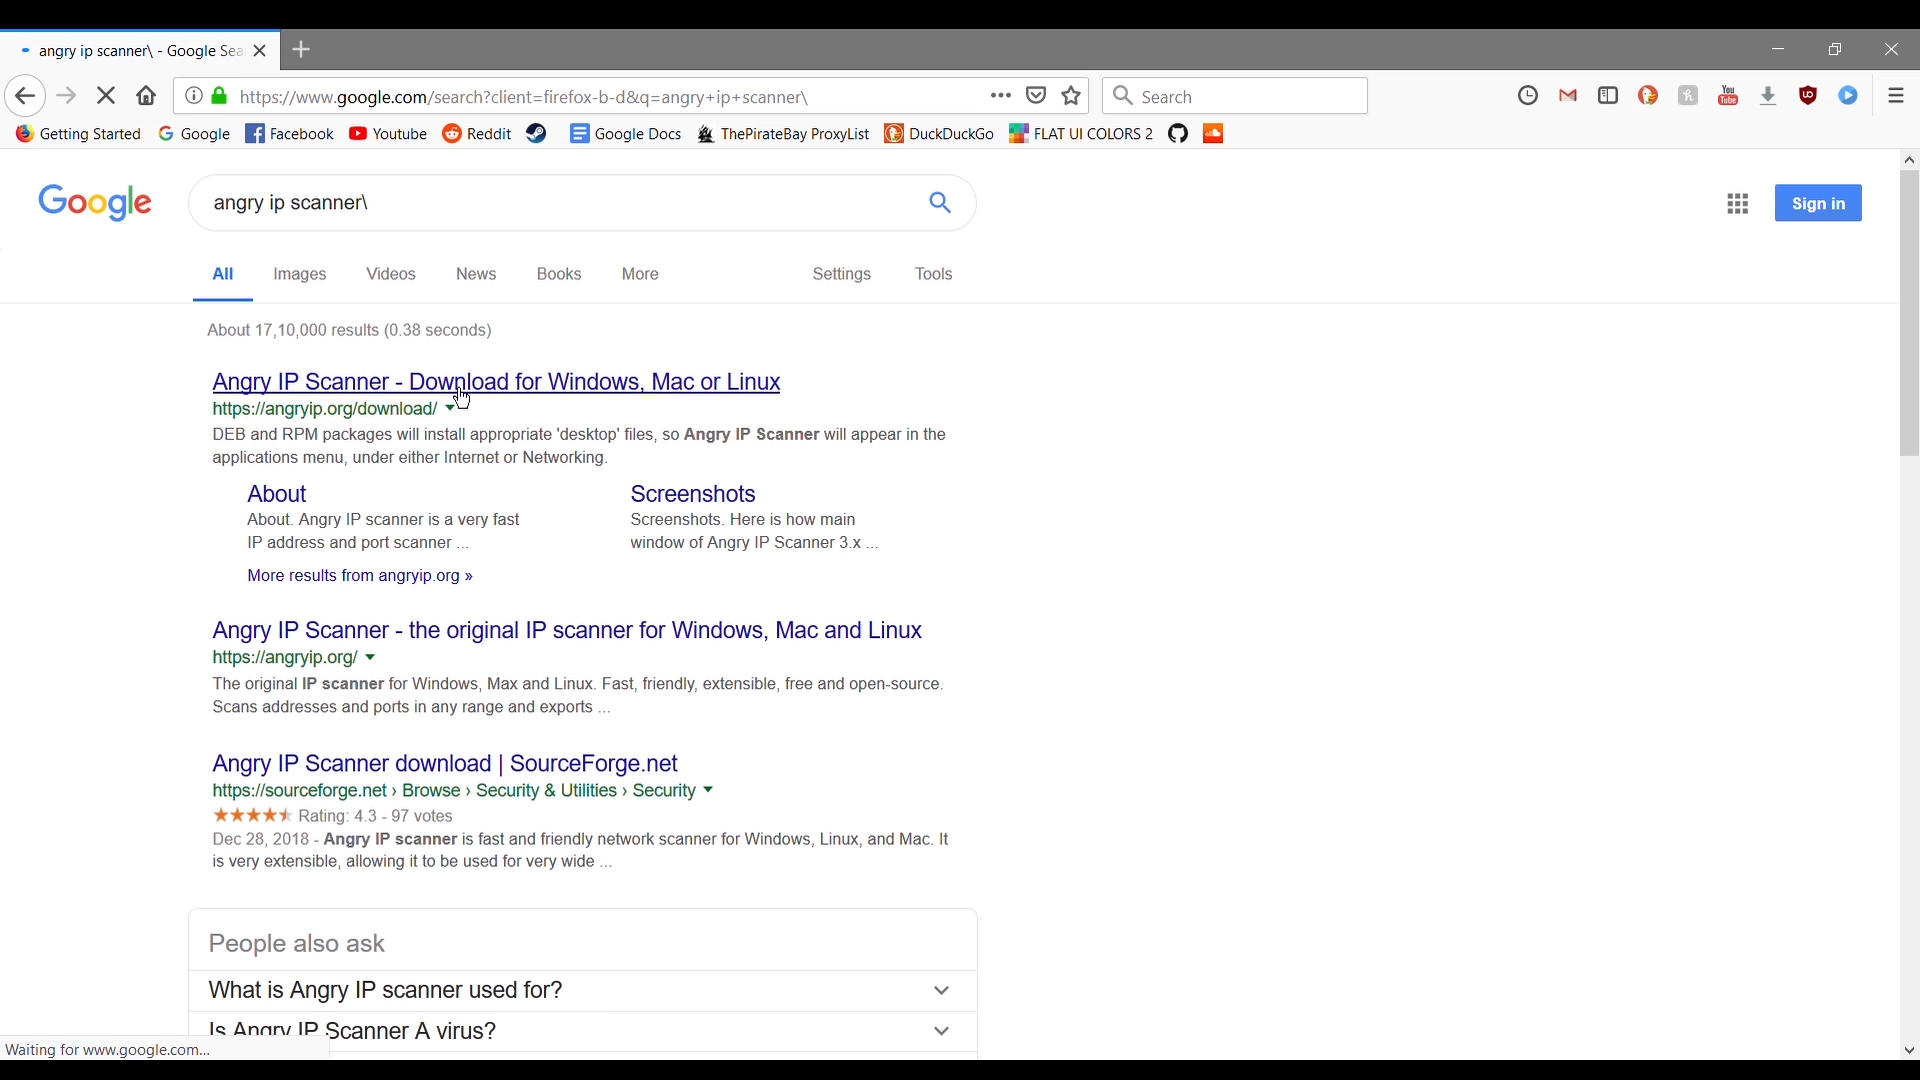 angry ip scanner\ - Google Sea
https://www.google.com/search?client=firefox-b-d&q=angry+ip+scanner\
Search
You
Tube
Getting Started
Google
Facebook
Youtube
Reddit
Google Docs
ThePirateBay ProxyList
DuckDuckGo
FLAT UI COLORS 2
Google
angry ip scanner\
Sign in
All
Images
Videos
News
Books
More
Settings
Tools
About 17,10,000 results (0.38 seconds)
Angry IP Scanner - Download for Windows, Mac or Linux
https://angryip.org/download/
DEB and RPM packages will install appropriate 'desktop' files, so Angry IP Scanner will appear in the
applications menu, under either Internet or Networking.
About
About. Angry IP scanner is a very fast
IP address and port scanner ...
Screenshots
Screenshots. Here is how main
window of Angry IP Scanner 3.x ...
More results from angryip.org »
Angry IP Scanner - the original IP scanner for Windows, Mac and Linux
https://angryip.org/
The original IP scanner for Windows, Max and Linux. Fast, friendly, extensible, free and open-source.
Scans addresses and ports in any range and exports ...
Angry IP Scanner download | SourceForge.net
https://sourceforge.net › Browse › Security & Utilities › Security
Rating: 4.3 - 97 votes
Dec 28, 2018 - Angry IP scanner is fast and friendly network scanner for Windows, Linux, and Mac. It
is very extensible, allowing it to be used for very wide ...
People also ask
What is Angry IP scanner used for?
Is Angry IP Scanner A virus?
Waiting for www.google.com...